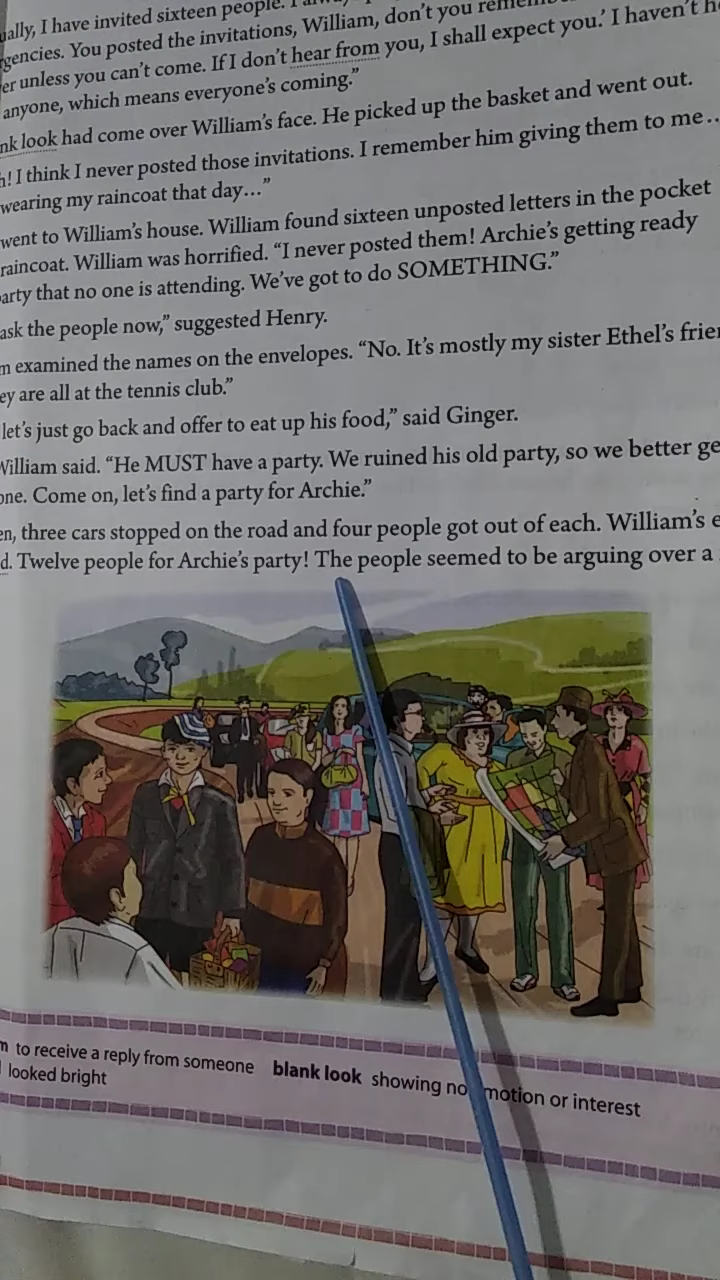 ually, I have invited sixteen people. I
gencies. You posted the invitations, William, don't you
er unless you can't come. If I don't hear from you, I shall expect you.' I haven't
anyone, which means everyone's coming."
nk look had come over William's face. He picked up the basket and went out.
h! I think I never posted those invitations. I remember him giving them to me..
wearing my raincoat that day..."
went to William's house. William found sixteen unposted letters in the pocket
raincoat. William was horrified. "I never posted them! Archie's getting ready
arty that no one is attending. We've got to do SOMETHING."
ask the people now," suggested Henry.
m examined the names on the envelopes. "No. It's mostly my sister Ethel's frie
ey are all at the tennis club."
let's just go back and offer to eat up his food," said Ginger.
William said. "He MUST have a party. We ruined his old party, so we better ge
one. Come on, let's find a party for Archie."
en, three cars stopped on the road and four people got out of each. William's e
d. Twelve people for Archie's party! The people seemed to be arguing over a
m to receive a reply from someone blank look showing no motion or interest
looked bright